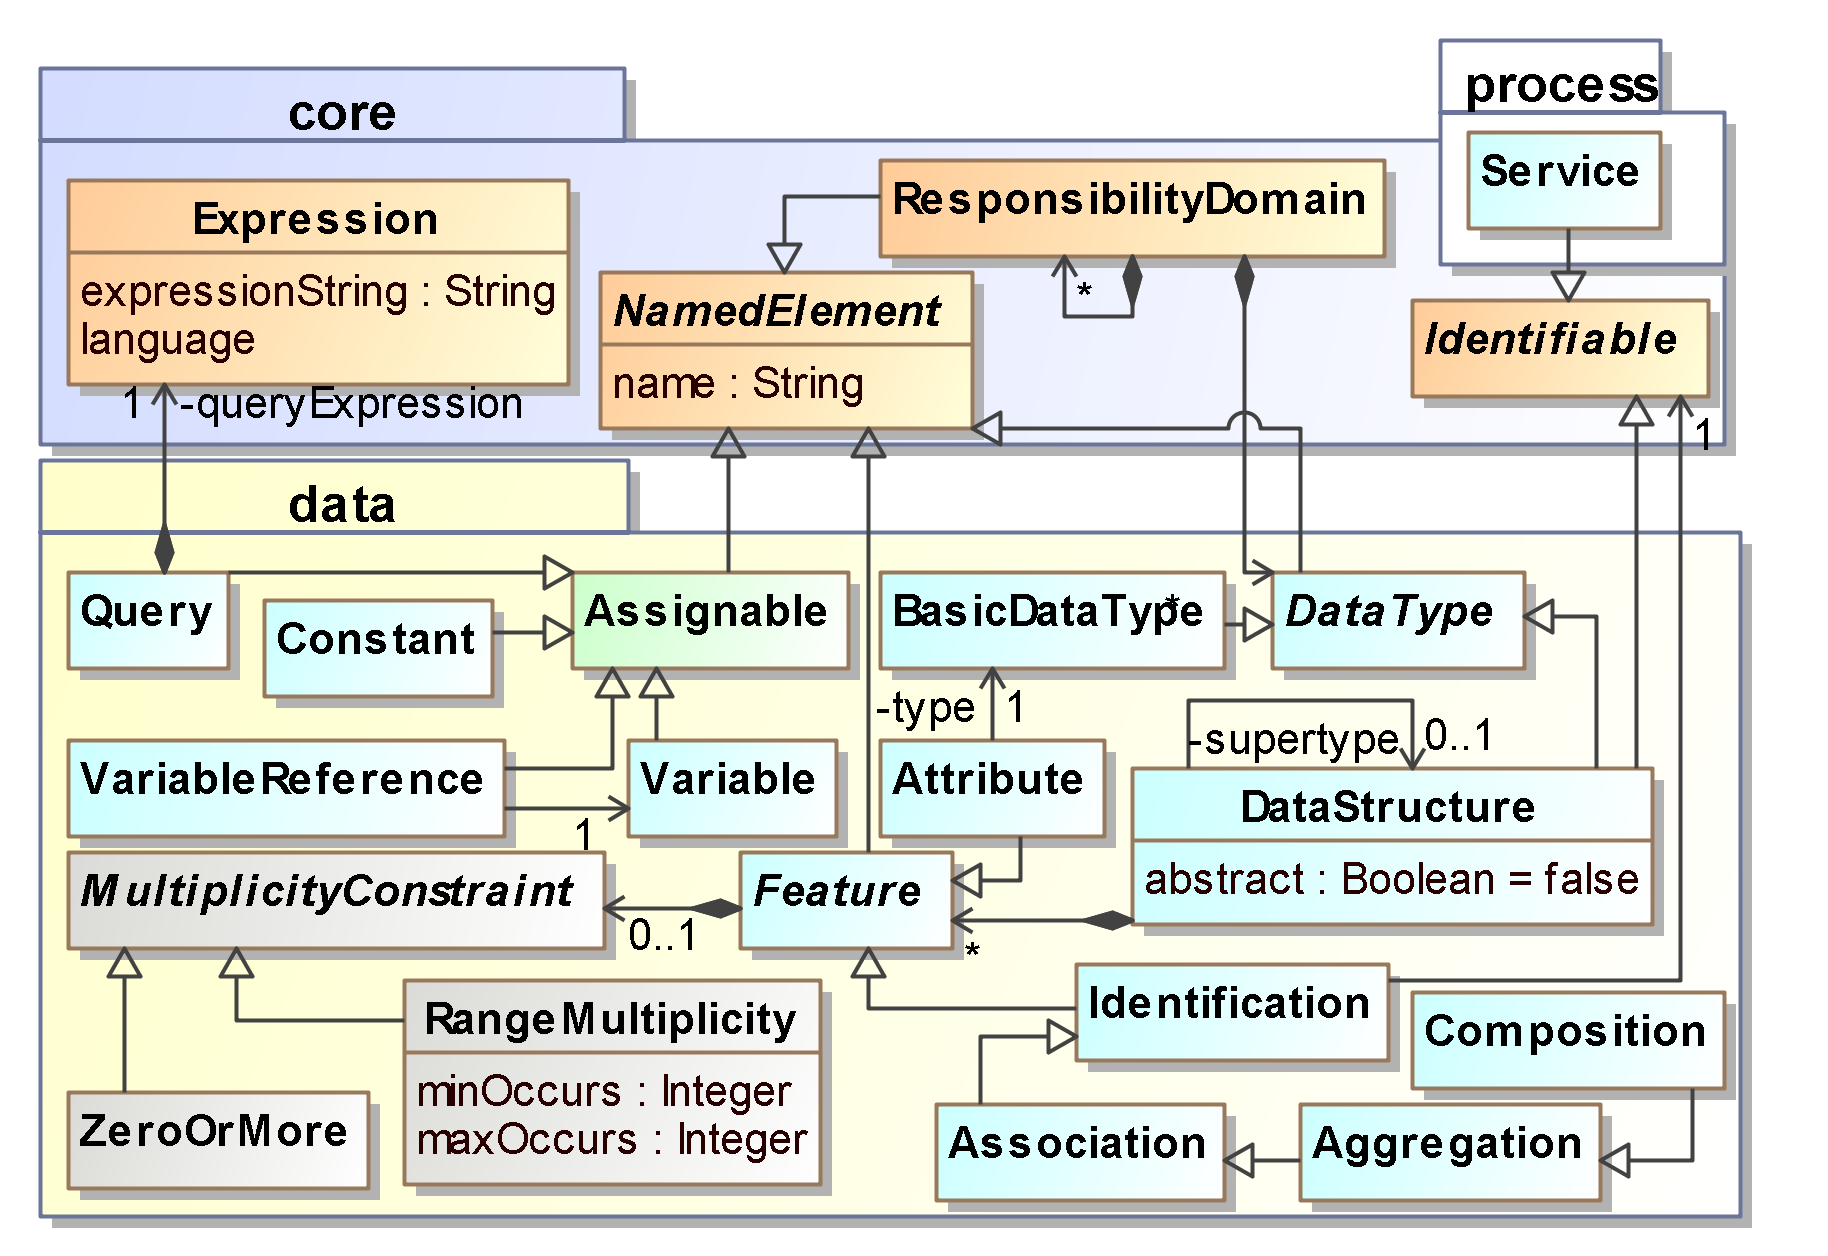 process
core
Service
ResponsibilityDomain
Expression
expressionString : String
language
*
NamedElement
name : String
Identifiable
1
-queryExpression
1
data
Query
Constant
Assignable
BasicDataType
*
DataType
-type
1
-supertype
0..1
VariableReference
1
Variable
Attribute
DataStructure
abstract : Boolean = false
MultiplicityConstraint
0..1
Feature
*
Identification
RangeMultiplicity
minOccurs : Integer
maxOccurs : Integer
Composition
ZeroOrMore
Association
Aggregation